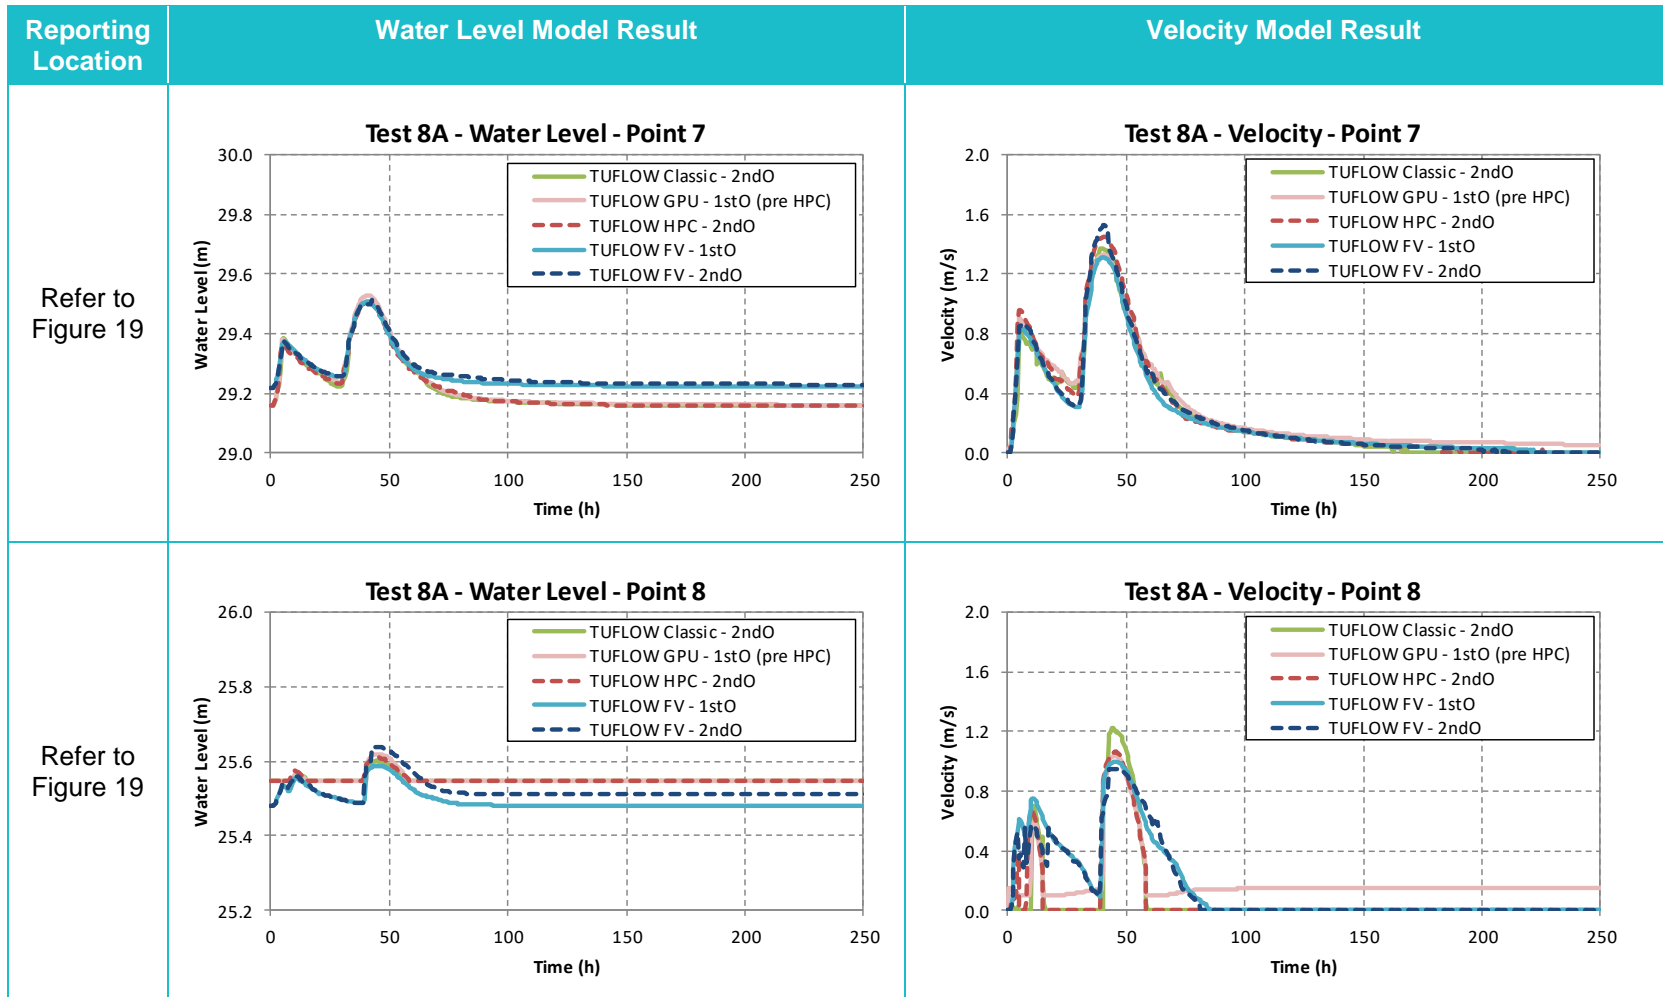 Reporting
Location
Water Level Model Result
Velocity Model Result
Refer to
Figure 19
Test 8A - Water Level - Point 7
Water Level (m)
30.0
29.8
29.6
29.4
29.2
29.0
TUFLOW Classic - 2ndO
TUFLOW GPU - 1stO (pre HPC)
TUFLOW HPC - 2ndO
TUFLOW FV - 1stO
TUFLOW FV - 2ndO
0 50 100 150 200 250
Time (h)
Test 8A - Velocity - Point 7
Velocity (m/s)
2.0
1.6
1.2
0.8
0.4
0.0
TUFLOW Classic - 2ndO
TUFLOW GPU - 1stO (pre HPC)
TUFLOW HPC - 2ndO
TUFLOW FV - 1stO
TUFLOW FV - 2ndO
0 50 100 150 200 250
Time (h)
Refer to
Figure 19
Test 8A - Water Level - Point 8
Water Level (m)
26.0
25.8
25.6
25.4
25.2
TUFLOW Classic - 2ndO
TUFLOW GPU - 1stO (pre HPC)
TUFLOW HPC - 2ndO
TUFLOW FV - 1stO
TUFLOW FV - 2ndO
0 50 100 150 200 250
Time (h)
Test 8A - Velocity - Point 8
Velocity (m/s)
2.0
1.6
1.2
0.8
0.4
0.0
TUFLOW Classic - 2ndO
TUFLOW GPU - 1stO (pre HPC)
TUFLOW HPC - 2ndO
TUFLOW FV - 1stO
TUFLOW FV - 2ndO
0 50 100 150 200 250
Time (h)